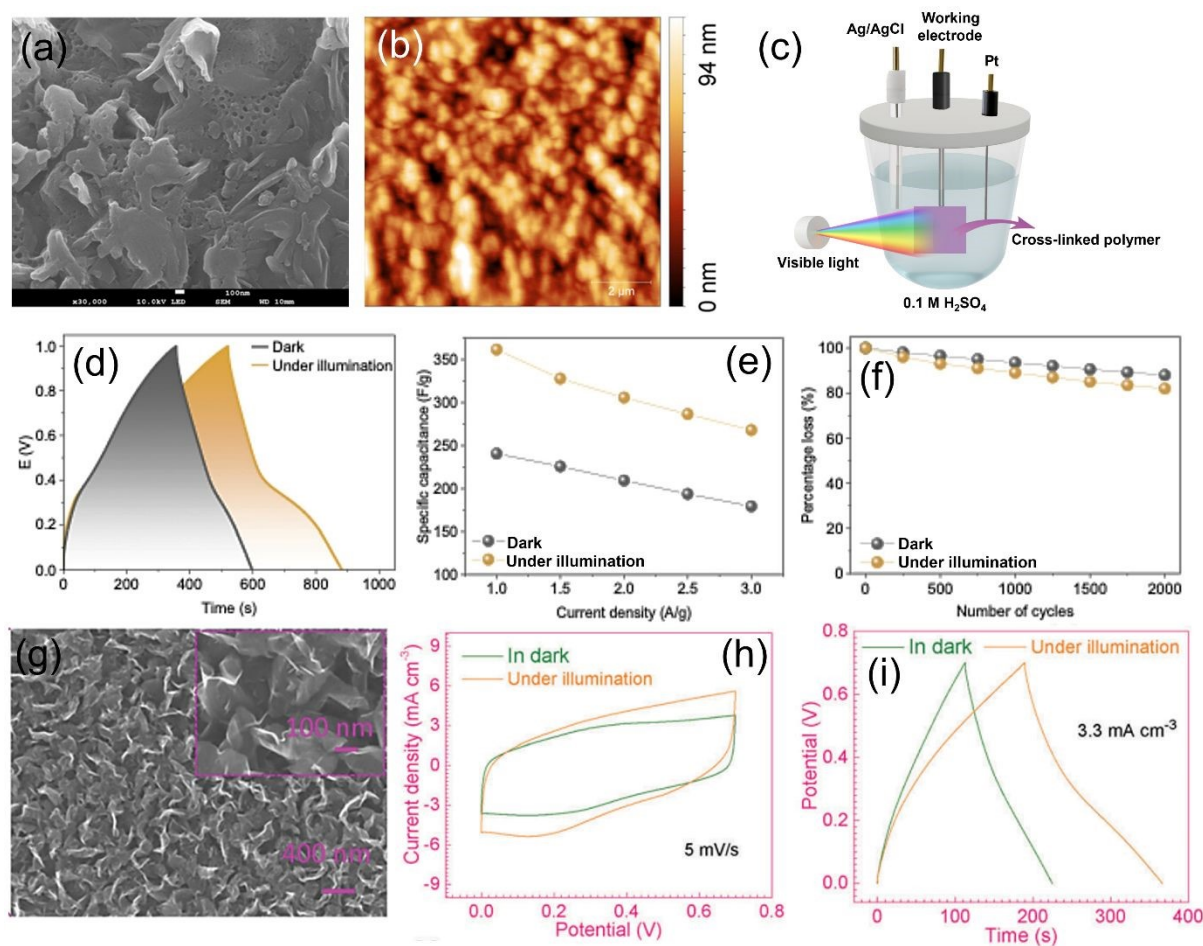 (a)
100nm
x30,000 10.0kV LED SEM WD 10mm
(b)
94 nm
0 nm
2 μm
(c)
Ag/AgCl
Working
electrode
Pt
Visible light
Cross-linked polymer
0.1 M H₂SO₄
(d)
Dark
Under illumination
E (V)
1.0
0.8
0.6
0.4
0.2
0.0
0 200 400 600 800 1000
Time (s)
(e)
Specific capacitance (F/g)
350
300
250
200
150
100
Dark
Under illumination
1.0 1.5 2.0 2.5 3.0
Current density (A/g)
(f)
Percentage loss (%)
100
80
60
40
20
0
Dark
Under illumination
0 500 1000 1500 2000
Number of cycles
(g)
100 nm
400 nm
(h)
In dark
Under illumination
Current density (mA cm⁻³)
9
6
3
0
-3
-6
-9
5 mV/s
0.0 0.2 0.4 0.6 0.8
Potential (V)
(i)
In dark
Under illumination
3.3 mA cm⁻³
Potential (V)
0.8
0.6
0.4
0.2
0.0
0 100 200 300 400
Time (s)